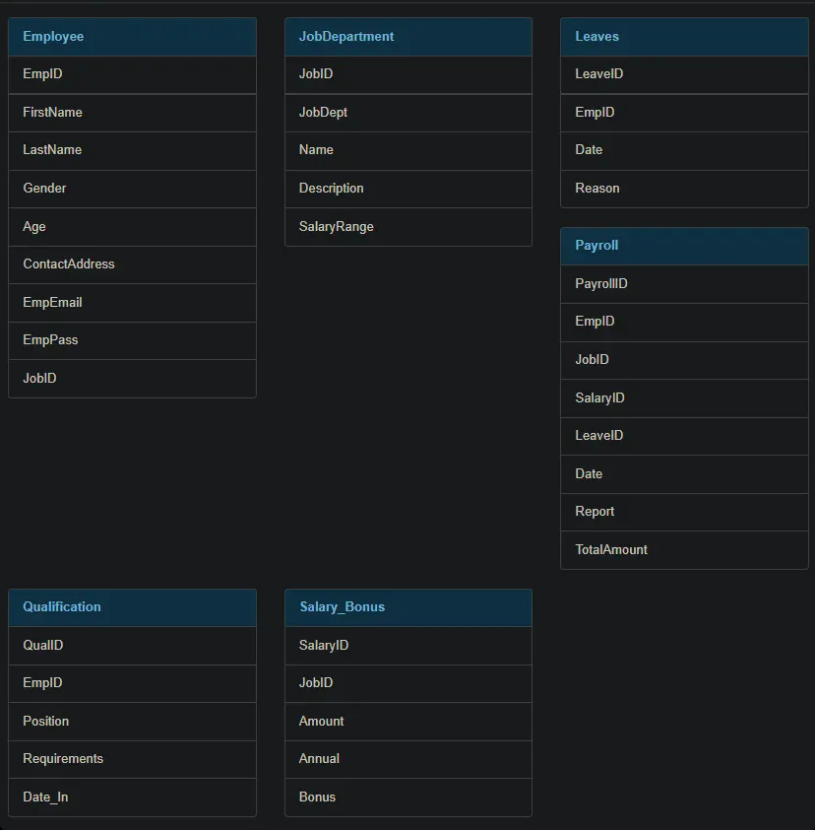 Employee
EmpID
FirstName
LastName
Gender
Age
ContactAddress
EmpEmail
EmpPass
JobID
JobDepartment
JobID
JobDept
Name
Description
SalaryRange
Leaves
LeaveID
EmpID
Date
Reason
Payroll
PayrollID
EmpID
JobID
SalaryID
LeaveID
Date
Report
TotalAmount
Qualification
QualID
EmpID
Position
Requirements
Date_In
Salary_Bonus
SalaryID
JobID
Amount
Annual
Bonus